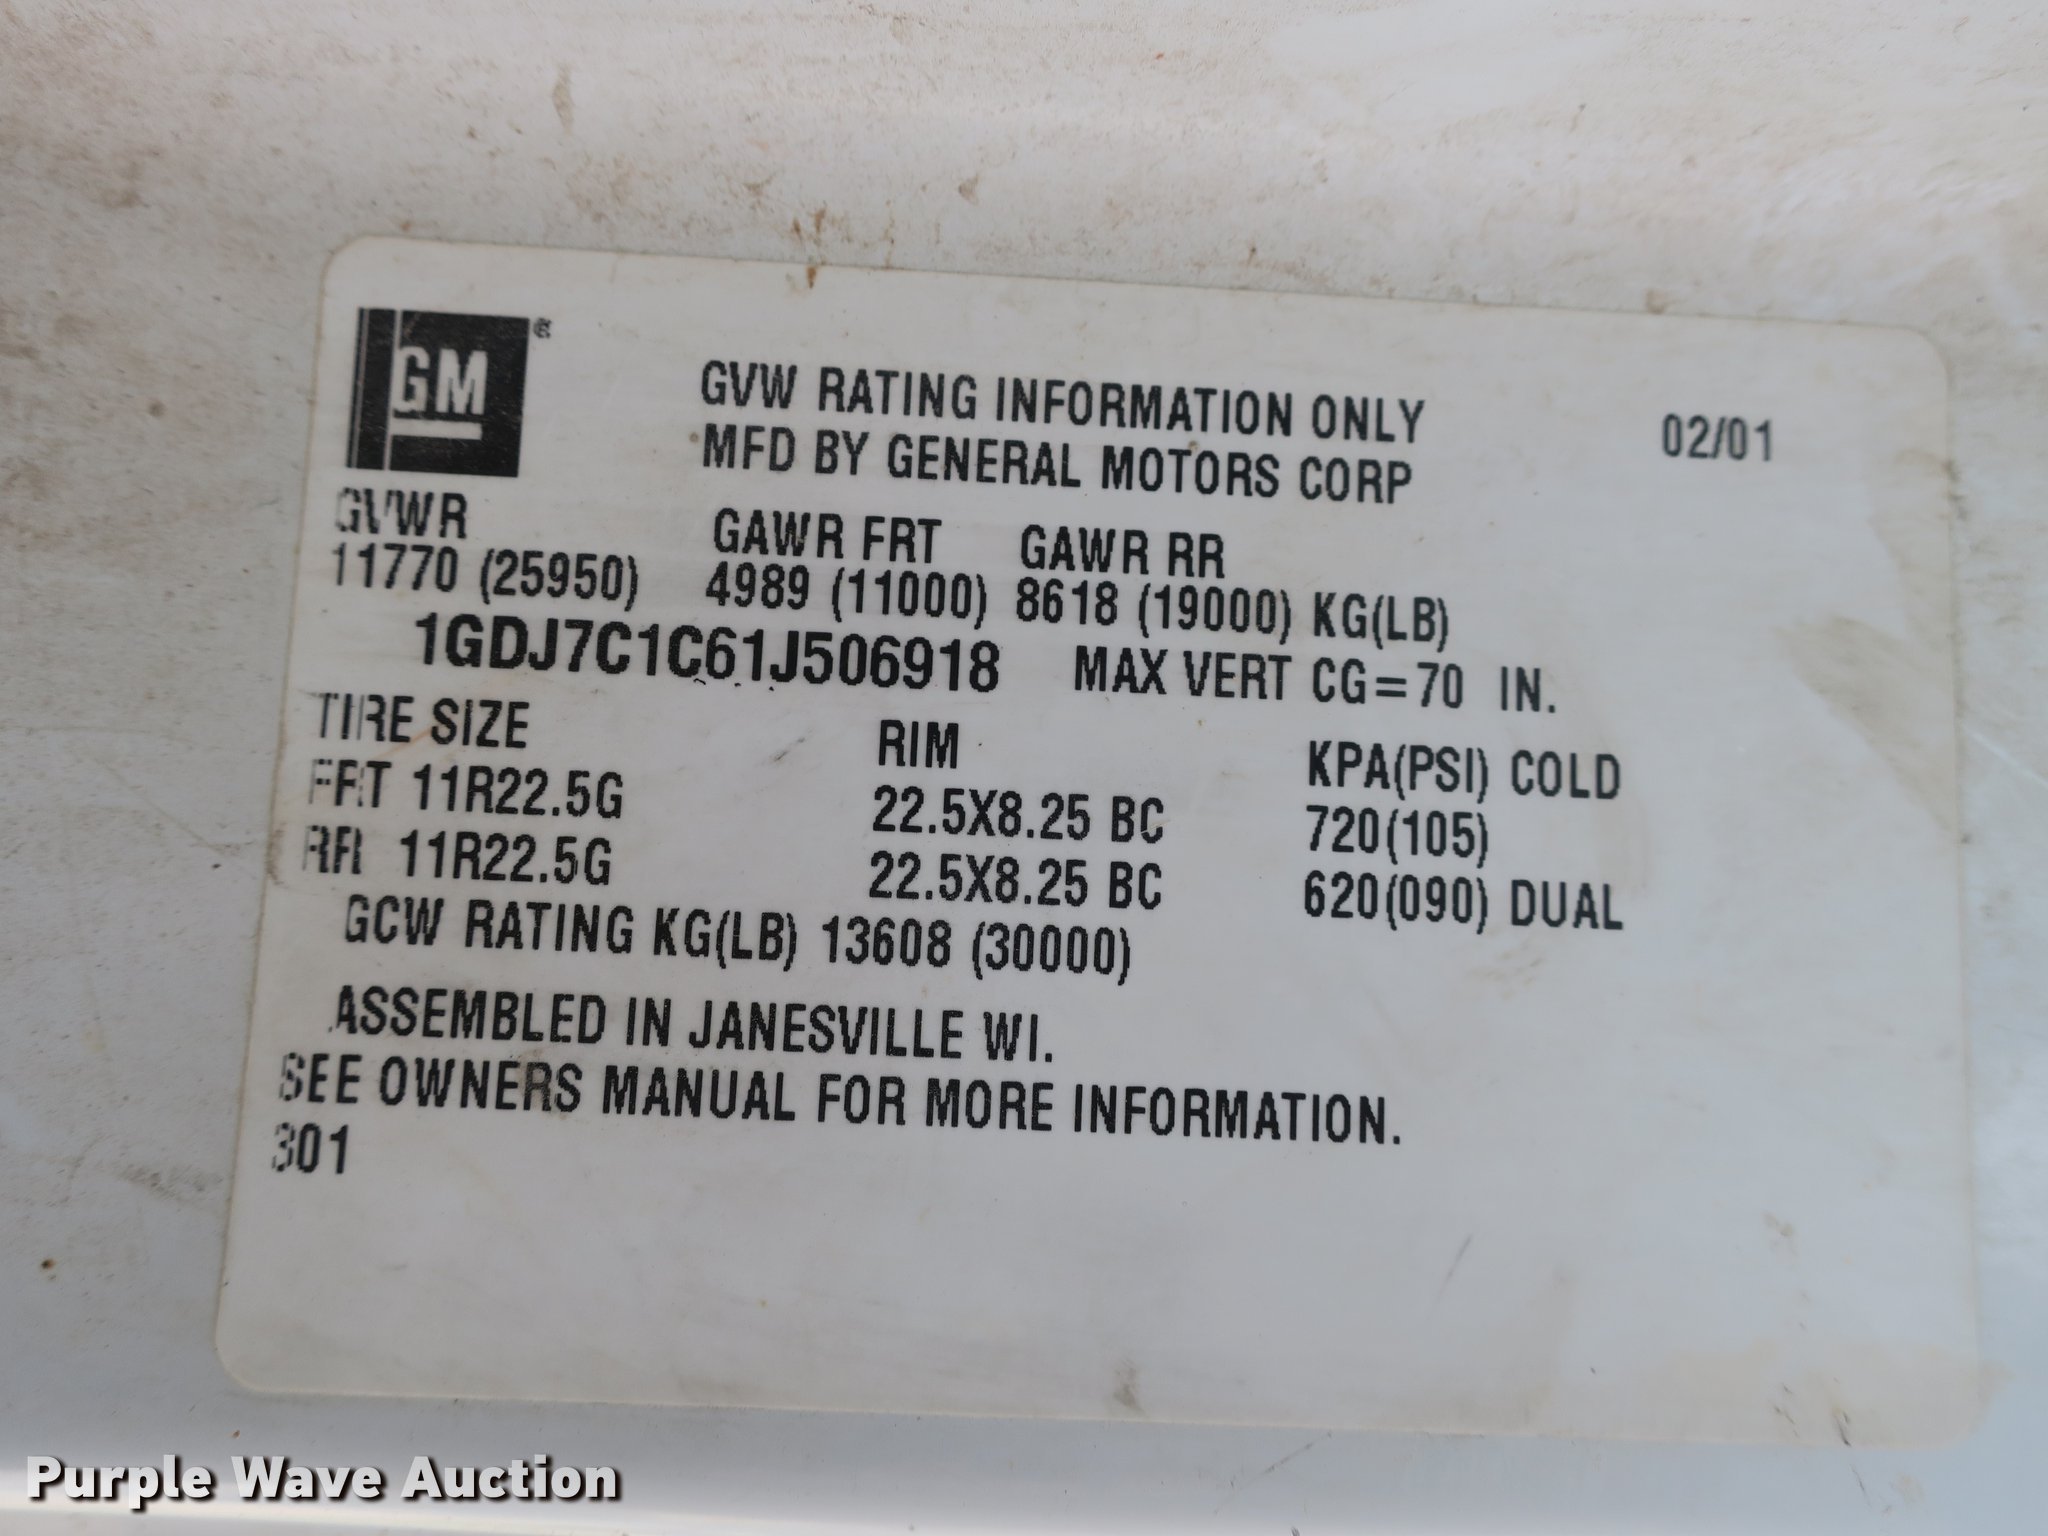 GM®
GVW RATING INFORMATION ONLY 02/01
MFD BY GENERAL MOTORS CORP
GVWR GAWR FRT GAWR RR
11770 (25950) 4989 (11000) 8618 (19000) KG(LB)
1GDJ7C1C61J506918 MAX VERT CG=70 IN.
TIRE SIZE RIM KPA(PSI) COLD
FRT 11R22.5G 22.5X8.25 BC 720(105)
RR 11R22.5G 22.5X8.25 BC 620(090) DUAL
GCW RATING KG(LB) 13608 (30000)
ASSEMBLED IN JANESVILLE WI.
SEE OWNERS MANUAL FOR MORE INFORMATION.
301
Purple Wave Auction